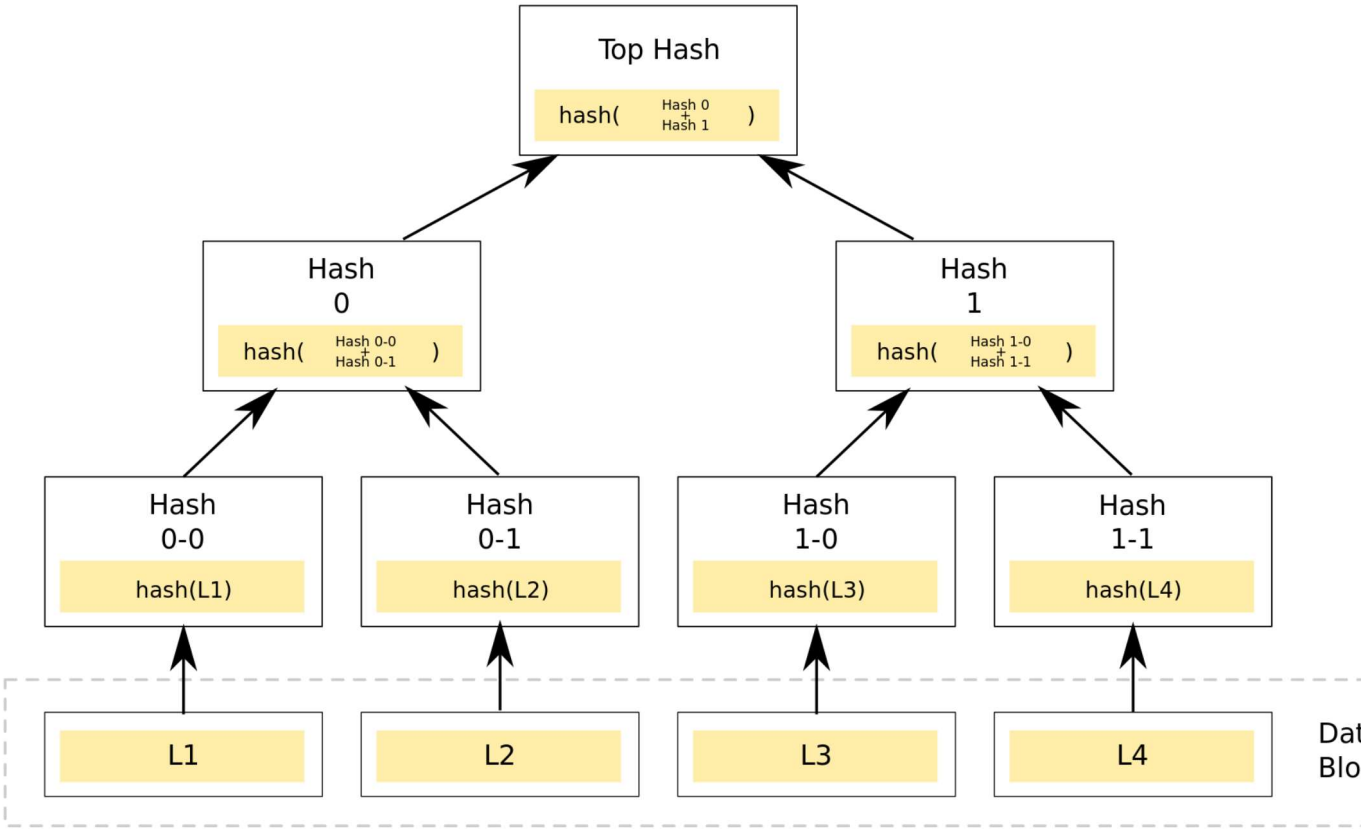 Top Hash
hash( Hash 0 + Hash 1 )
Hash
0
hash( Hash 0-0 + Hash 0-1 )
Hash
1
hash( Hash 1-0 + Hash 1-1 )
Hash
0-0
hash(L1)
Hash
0-1
hash(L2)
Hash
1-0
hash(L3)
Hash
1-1
hash(L4)
L1
L2
L3
L4
Dat
Blo